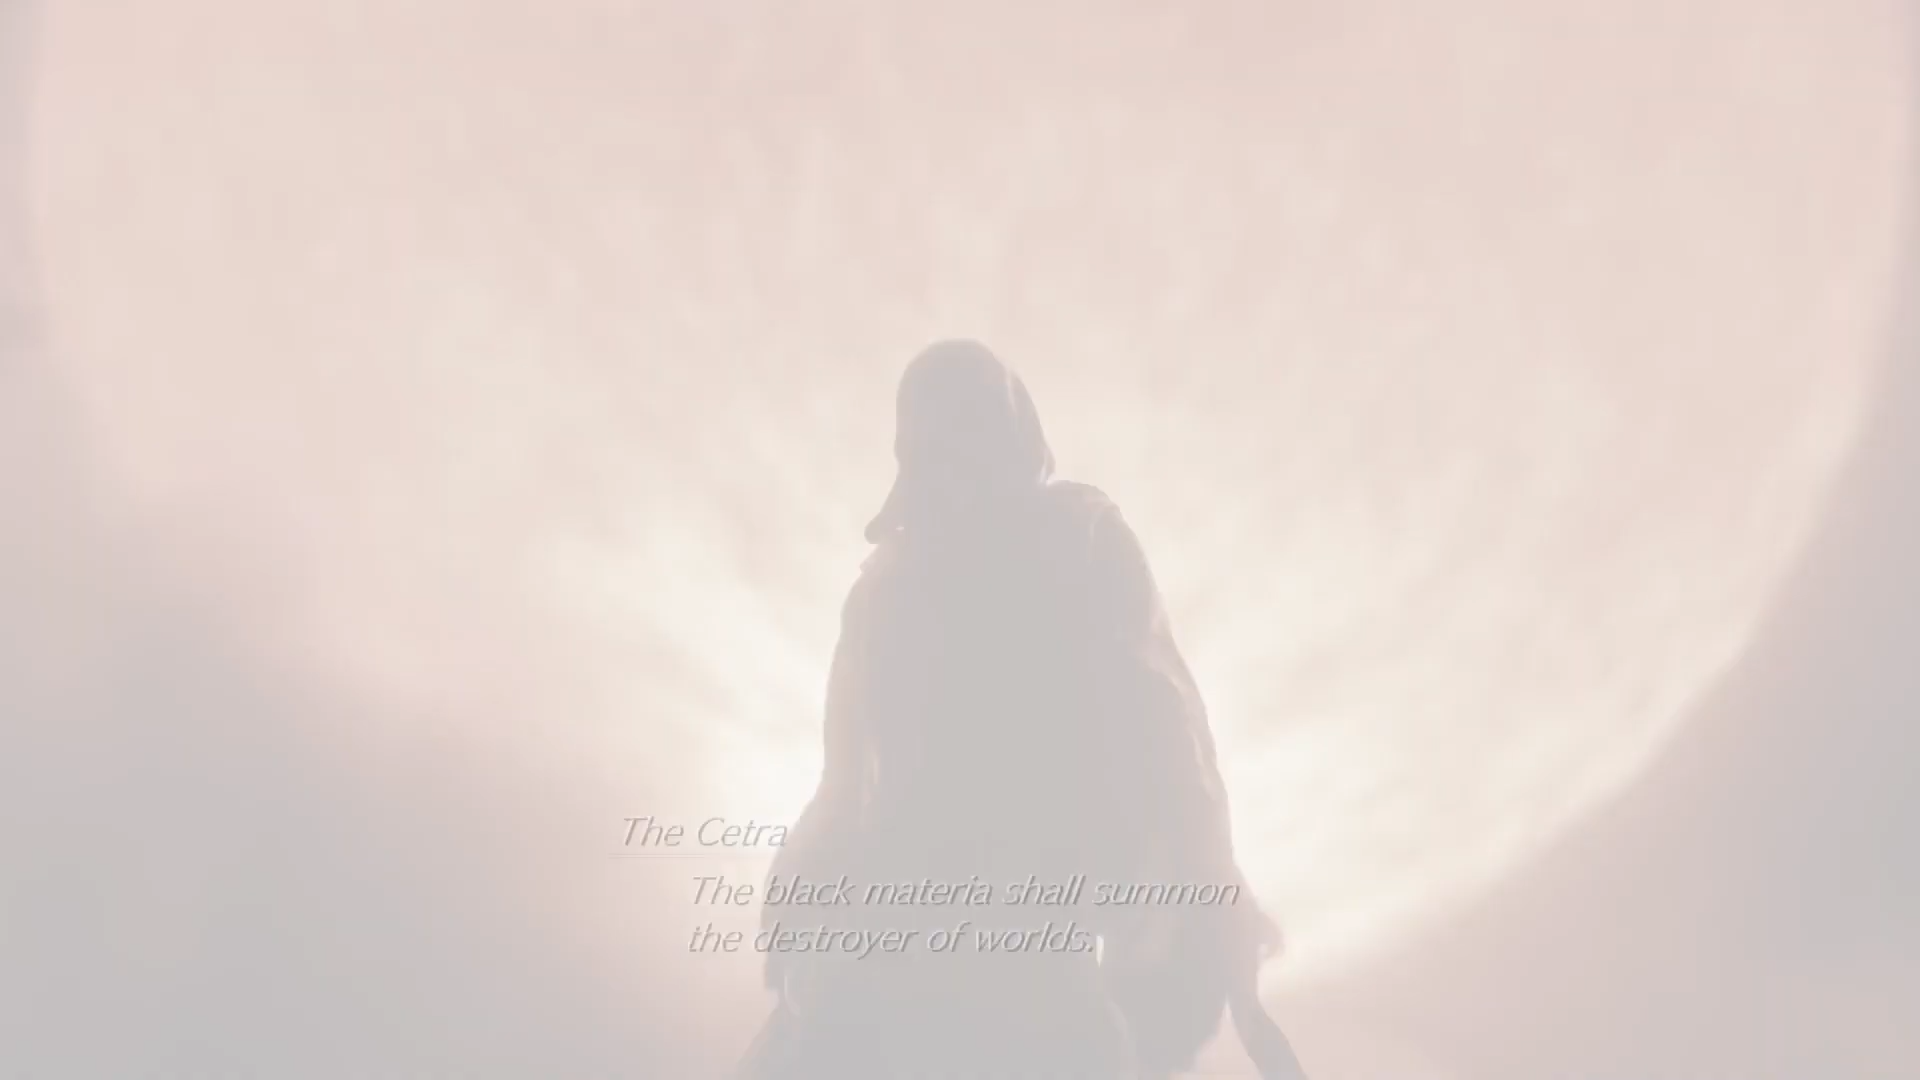 The Cetra
The black materia shall summon
the destroyer of worlds.